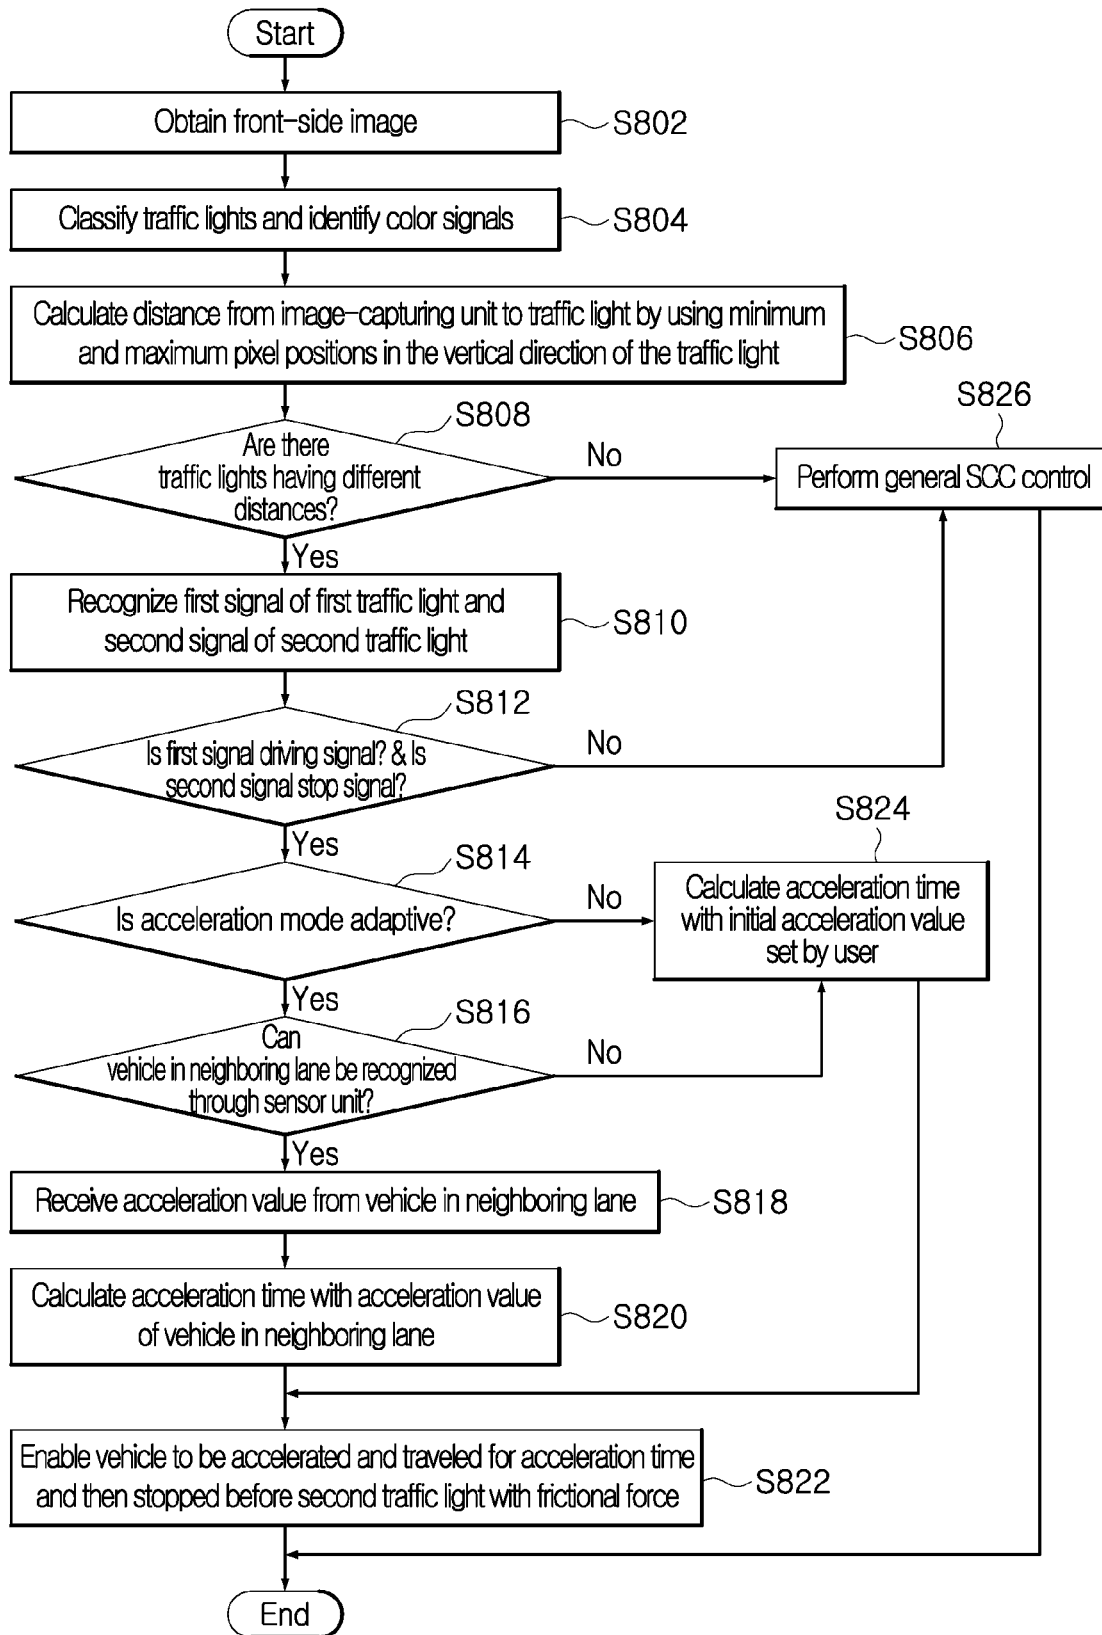 Start
Obtain front-side image
S802
Classify traffic lights and identify color signals
S804
Calculate distance from image-capturing unit to traffic light by using minimum
and maximum pixel positions in the vertical direction of the traffic light
S806
S808
Are there
traffic lights having different
distances?
No
S826
Perform general SCC control
Yes
Recognize first signal of first traffic light and
second signal of second traffic light
S810
S812
Is first signal driving signal? & Is
second signal stop signal?
No
Yes
S814
Is acceleration mode adaptive?
No
S824
Calculate acceleration time
with initial acceleration value
set by user
Yes
S816
Can
vehicle in neighboring lane be recognized
through sensor unit?
No
Yes
Receive acceleration value from vehicle in neighboring lane
S818
Calculate acceleration time with acceleration value
of vehicle in neighboring lane
S820
Enable vehicle to be accelerated and traveled for acceleration time
and then stopped before second traffic light with frictional force
S822
End